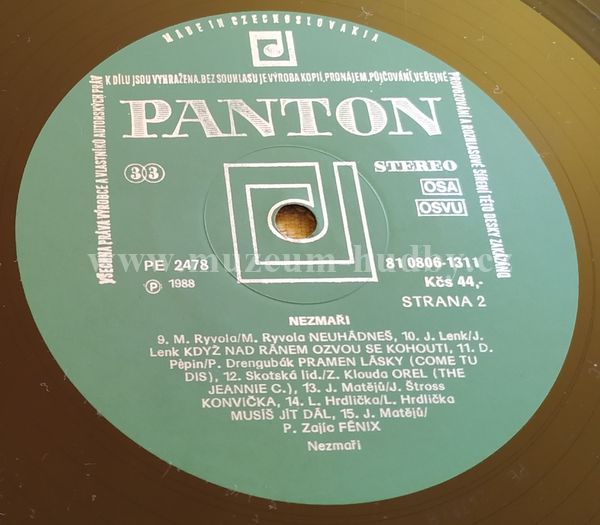 MADE IN CZECHOSLOVAKIA
VŠECHNA PRÁVA VÝROBCE A VLASTNÍKŮ AUTORSKÝCH PRÁV
K DÍLU JSOU VYHRAŽENA. BEZ SOUHLASU JE VÝROBA KOPIÍ, PRONÁJEM, PŮJČOVÁNÍ, VEŘEJNÉ
PROVOZOVÁNÍ A ROZHLASOVÉ ŠÍŘENÍ TÉTO DESKY ZAKÁZÁNO
PANTON
33
STEREO
OSA
OSVU
www.muzeum-hudby.cz
PE 2478
81 0806-1311
Ⓟ 1988
Kčs 44,-
STRANA 2
NEZMAŘI
9. M. Ryvola/M. Ryvola NEUHÁDNEŠ, 10. J. Lenk/J.
Lenk KDYŽ NAD RÁNEM OZVOU SE KOHOUTI, 11. D.
Pèpin/P. Drengubák PRAMEN LÁSKY (COME TU
DIS), 12. Skotská lid./Z. Klouda OREL (THE
JEANNIE C.), 13. J. Matějů/J. Štross
KONVIČKA, 14. L. Hrdlička/L. Hrdlička
MUSÍŠ JÍT DÁL, 15. J. Matějů/
P. Zajíc FÉNIX
Nezmaři